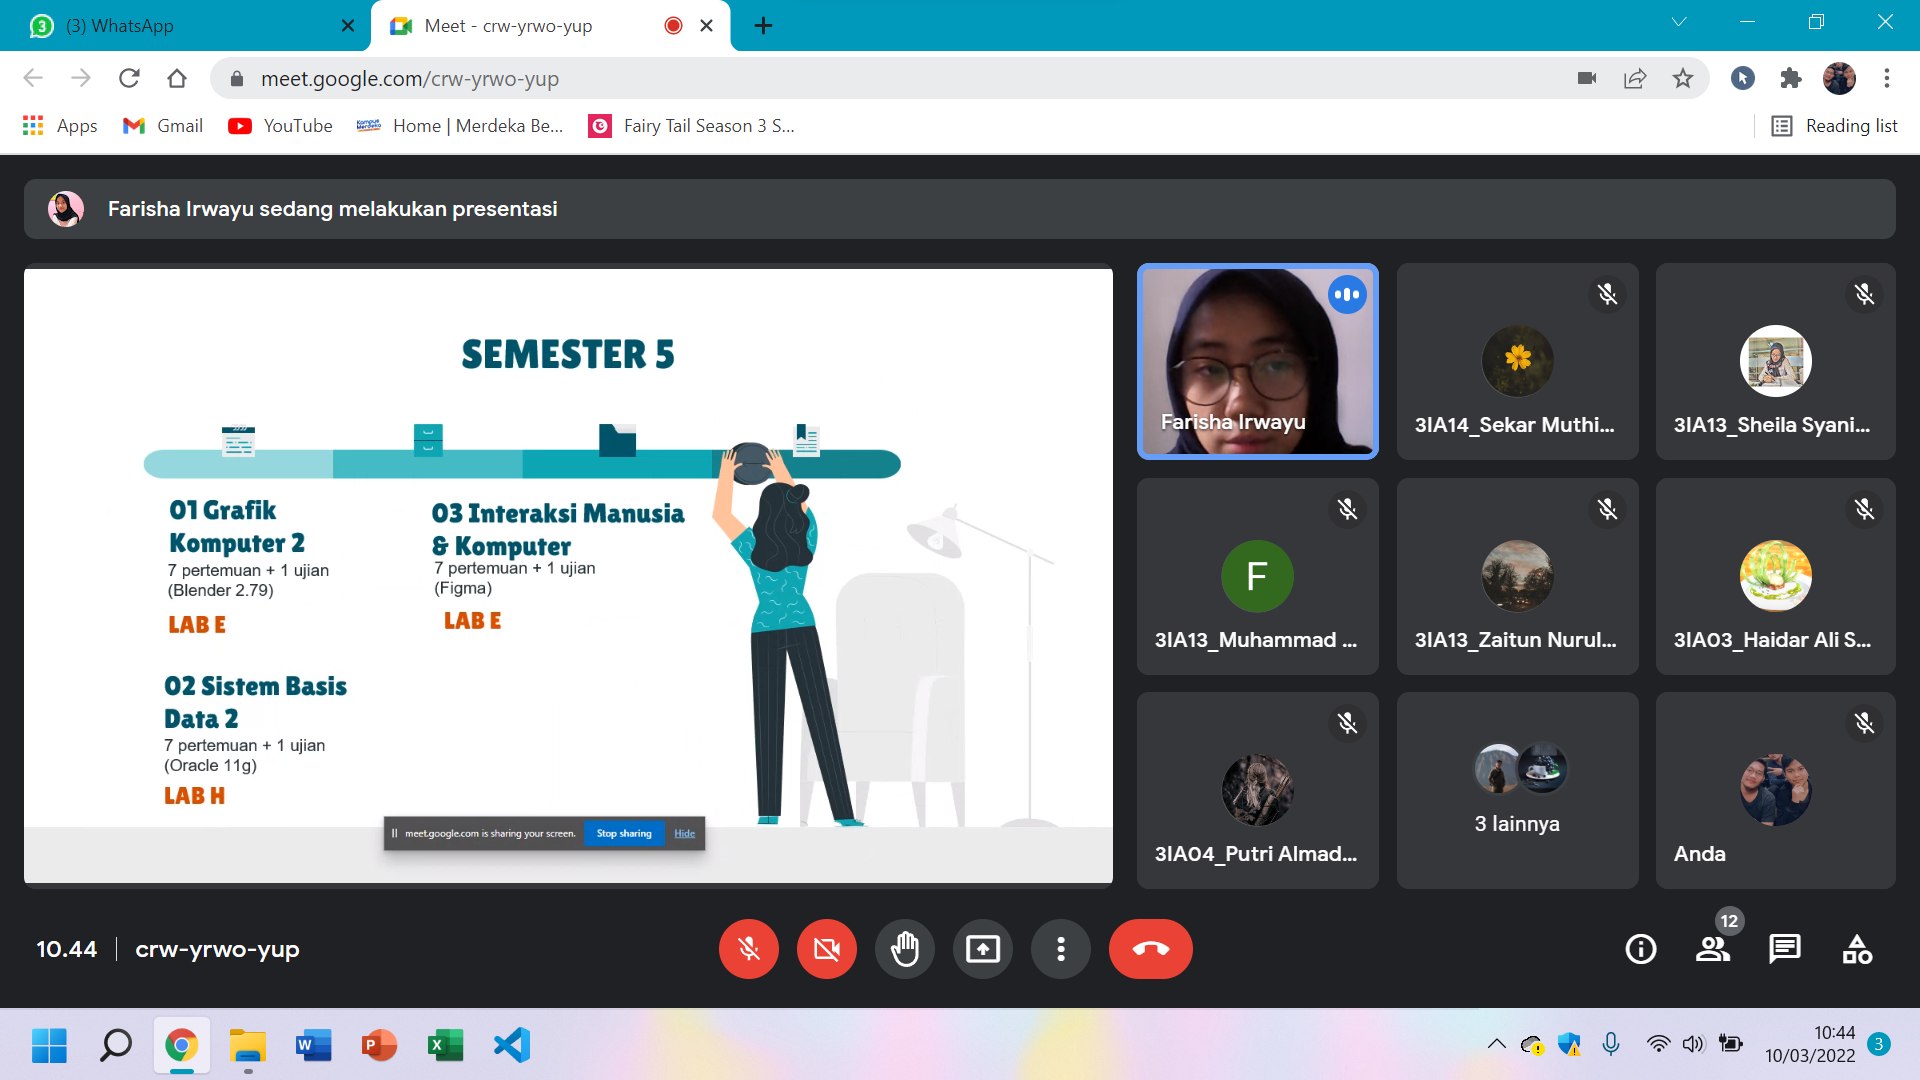 (3) WhatsApp
Meet - crw-yrwo-yup
meet.google.com/crw-yrwo-yup
Apps
Gmail
YouTube
Home | Merdeka Be...
Fairy Tail Season 3 S...
Reading list
Farisha Irwayu sedang melakukan presentasi
SEMESTER 5
01 Grafik
Komputer 2
7 pertemuan + 1 ujian
(Blender 2.79)
LAB E
03 Interaksi Manusia
& Komputer
7 pertemuan + 1 ujian
(Figma)
LAB E
02 Sistem Basis
Data 2
7 pertemuan + 1 ujian
(Oracle 11g)
LAB H
meet.google.com is sharing your screen.
Stop sharing
Hide
Farisha Irwayu
3IA14_Sekar Muthi...
3IA13_Sheila Syani...
F
3IA13_Muhammad ...
3IA13_Zaitun Nurul...
3IA03_Haidar Ali S...
3IA04_Putri Almad...
3 lainnya
Anda
10.44
crw-yrwo-yup
12
10:44
10/03/2022
3